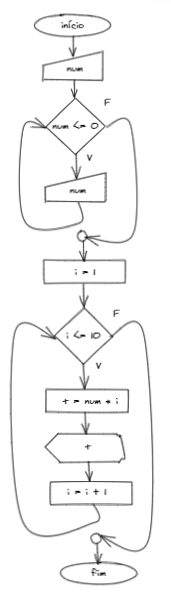 início
num
F
num <= 0
V
num
i = 1
F
i <= 10
V
t = num * i
t
i = i + 1
fim